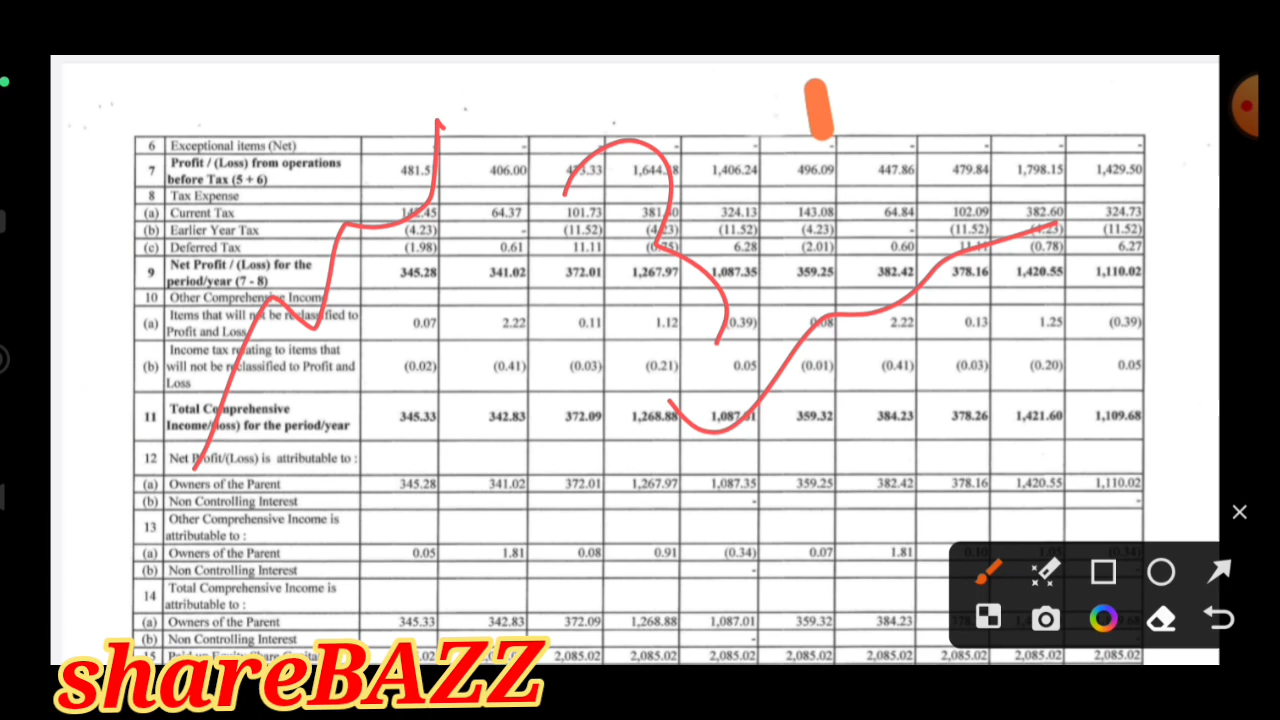 6 Exceptional items (Net) - - - - - - - - -
7 Profit / (Loss) from operations before Tax (5 + 6) 406.00 1,406.24 496.09 447.86 479.84 1,798.15 1,429.50
8 Tax Expense
(a) Current Tax 64.37 101.73 324.13 143.08 64.84 102.09 382.60 324.73
(b) Earlier Year Tax (4.23) - (11.52) (4.23) (11.52) (4.23) - (11.52) (4.23) (11.52)
(c) Deferred Tax (1.98) 0.61 11.11 6.28 (2.01) 0.60 (0.78) 6.27
9 Net Profit / (Loss) for the period/year (7 - 8) 345.28 341.02 372.01 1,267.97 1,087.35 359.25 382.42 378.16 1,420.55 1,110.02
10 Other Comprehensive Income
(a) Items that will not be reclassified to Profit and Loss 0.07 2.22 0.11 1.12 (0.39) 0.08 2.22 0.13 1.25 (0.39)
(b) Income tax relating to items that will not be reclassified to Profit and Loss (0.02) (0.41) (0.03) (0.21) 0.05 (0.01) (0.41) (0.03) (0.20) 0.05
11 Total Comprehensive Income/(loss) for the period/year 345.33 342.83 372.09 1,268.88 1,087.01 359.32 384.23 378.26 1,421.60 1,109.68
12 Net Profit/(Loss) is attributable to :
(a) Owners of the Parent 345.28 341.02 372.01 1,267.97 1,087.35 359.25 382.42 378.16 1,420.55 1,110.02
(b) Non Controlling Interest - -
13 Other Comprehensive Income is attributable to :
(a) Owners of the Parent 0.05 1.81 0.08 0.91 (0.34) 0.07 1.81
(b) Non Controlling Interest -
14 Total Comprehensive Income is attributable to :
(a) Owners of the Parent 345.33 342.83 372.09 1,268.88 1,087.01 359.32 384.23
(b) Non Controlling Interest -
2,085.02 2,085.02 2,085.02 2,085.02 2,085.02 2,085.02 2,085.02 2,085.02
shareBAZZ